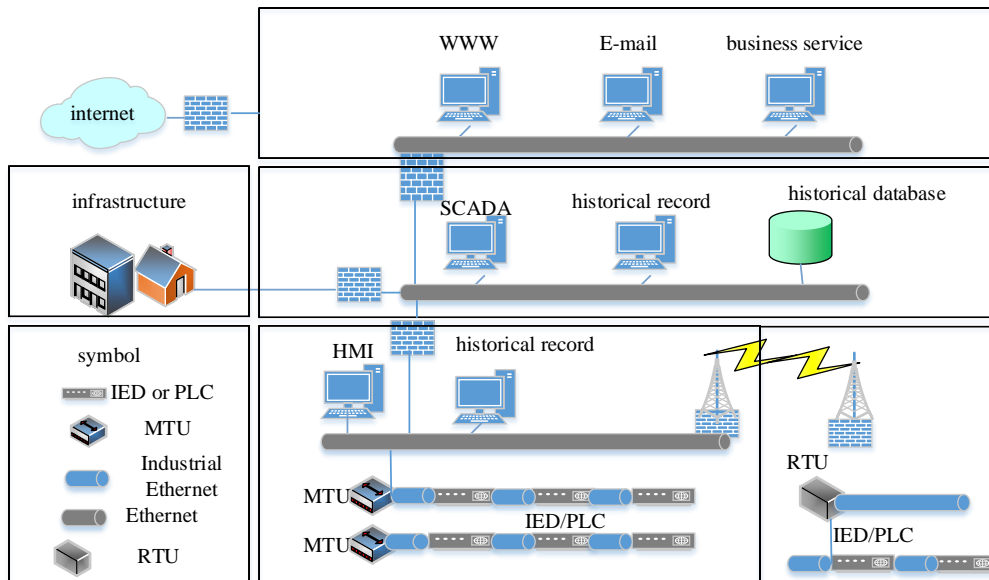 WWW
E-mail
business service
internet
infrastructure
SCADA
historical record
historical database
symbol
IED or PLC
MTU
Industrial
Ethernet
Ethernet
RTU
HMI
historical record
MTU
IED/PLC
MTU
RTU
IED/PLC